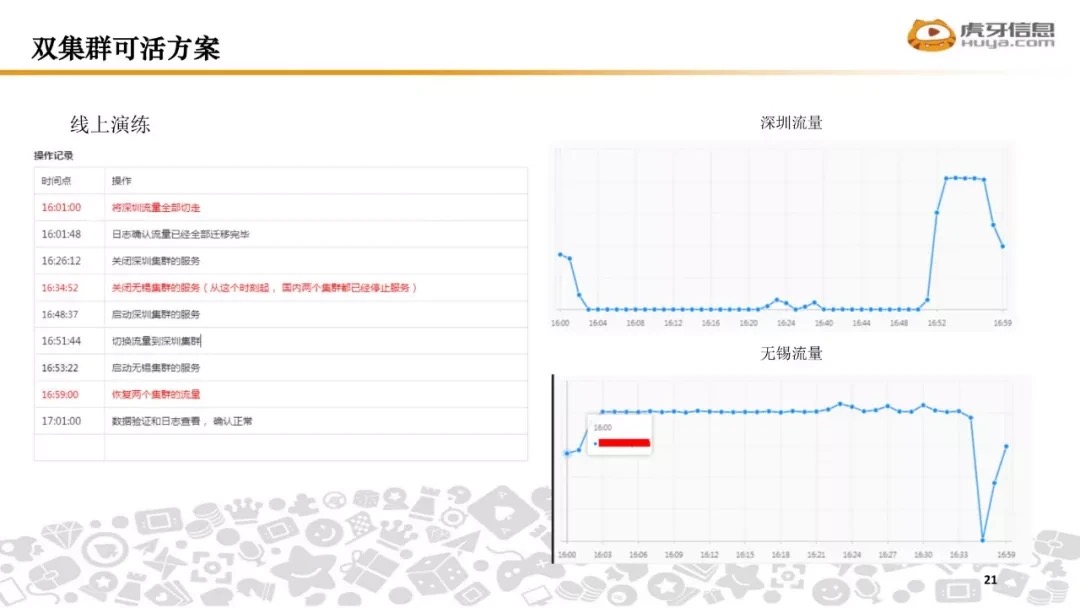 双集群可活方案
虎牙信息
HUYA.com
线上演练
操作记录
时间点 操作
16:01:00 将深圳流量全部切走
16:01:48 日志确认流量已经全部迁移完毕
16:26:12 关闭深圳集群的服务
16:34:52 关闭无锡集群的服务（从这个时刻起，国内两个集群都已经停止服务）
16:48:37 启动深圳集群的服务
16:51:44 切换流量到深圳集群
16:53:22 启动无锡集群的服务
16:59:00 恢复两个集群的流量
17:01:00 数据验证和日志查看，确认正常
深圳流量
16:00 16:04 16:08 16:12 16:16 16:20 16:24 16:40 16:44 16:48 16:52 16:59
无锡流量
16:00
16:00 16:03 16:06 16:09 16:12 16:15 16:18 16:21 16:24 16:27 16:30 16:33 16:59
21